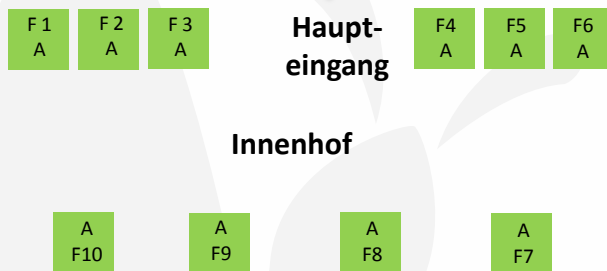 F 1
A
F 2
A
F 3
A
Haupt-
eingang
F4
A
F5
A
F6
A
Innenhof
A
F10
A
F9
A
F8
A
F7